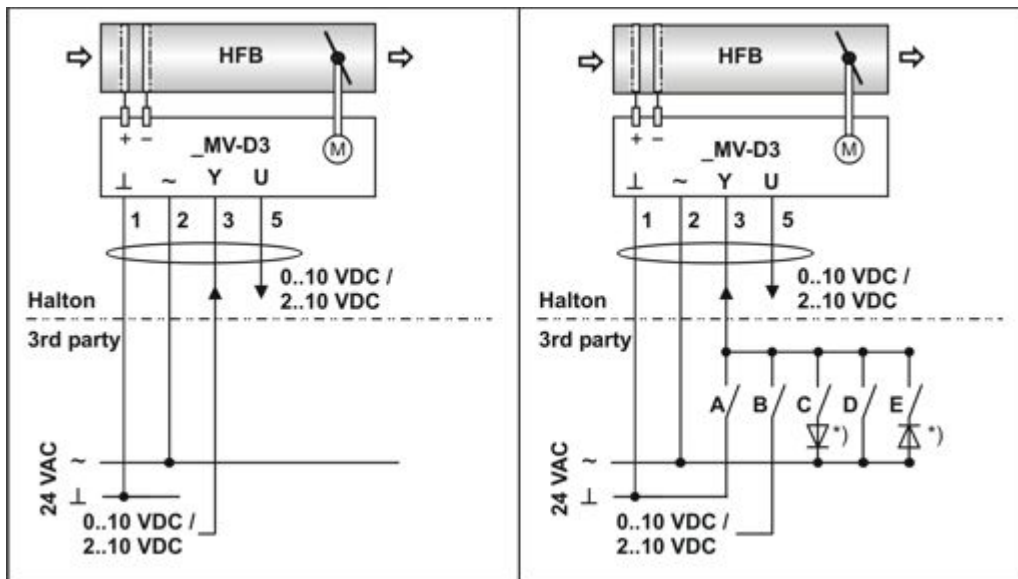 HFB
+ −
_MV-D3
M
⊥ ~ Y U
1 2 3 5
0..10 VDC /
2..10 VDC
Halton
3rd party
24 VAC
~
⊥
0..10 VDC /
2..10 VDC
HFB
+ −
_MV-D3
M
⊥ ~ Y U
1 2 3 5
0..10 VDC /
2..10 VDC
Halton
3rd party
A B C D E
*) *)
24 VAC
~
⊥
0..10 VDC /
2..10 VDC